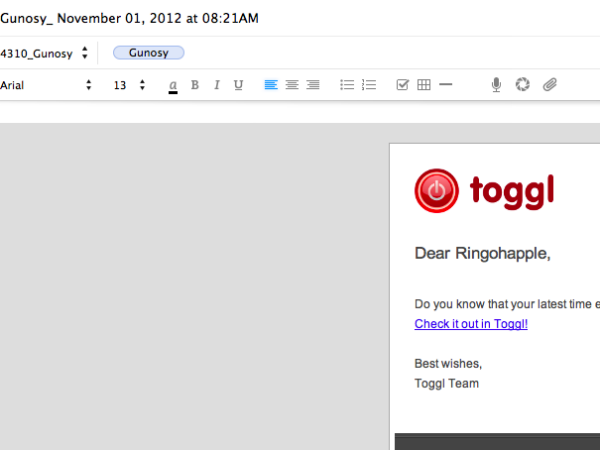 Gunosy_ November 01, 2012 at 08:21AM
4310_Gunosy Gunosy
Arial 13 a B I U
toggl
Dear Ringohapple,
Do you know that your latest time e
Check it out in Toggl!
Best wishes,
Toggl Team